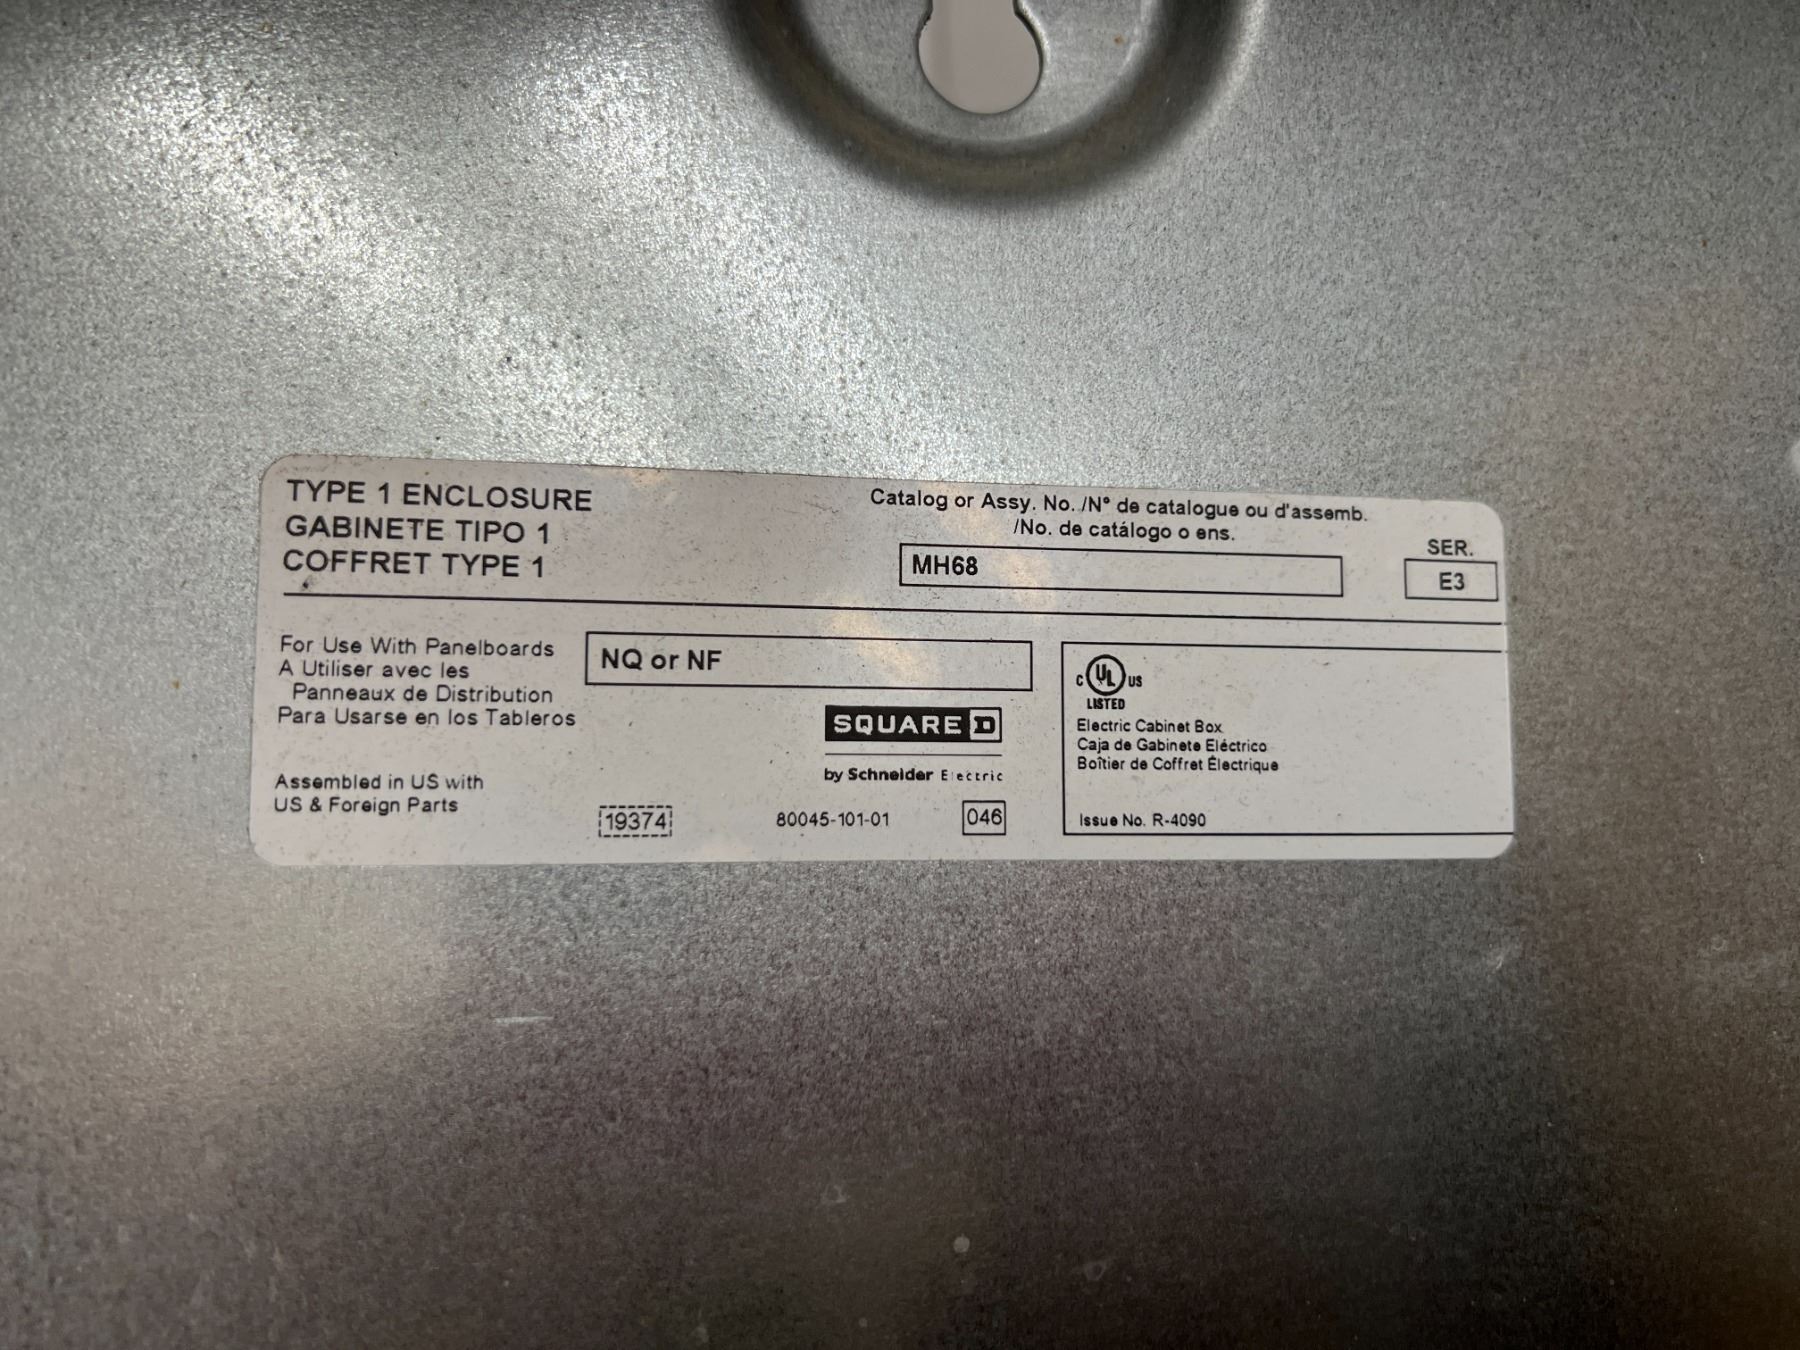 TYPE 1 ENCLOSURE
GABINETE TIPO 1
COFFRET TYPE 1
Catalog or Assy. No. /N° de catalogue ou d'assemb.
/No. de catálogo o ens.
MH68
SER.
E3
For Use With Panelboards
A Utiliser avec les
Panneaux de Distribution
Para Usarse en los Tableros
NQ or NF
SQUARE D
by Schneider Electric
Assembled in US with
US & Foreign Parts
19374
80045-101-01
046
C UL US
LISTED
Electric Cabinet Box
Caja de Gabinete Eléctrico
Boîtier de Coffret Électrique
Issue No. R-4090